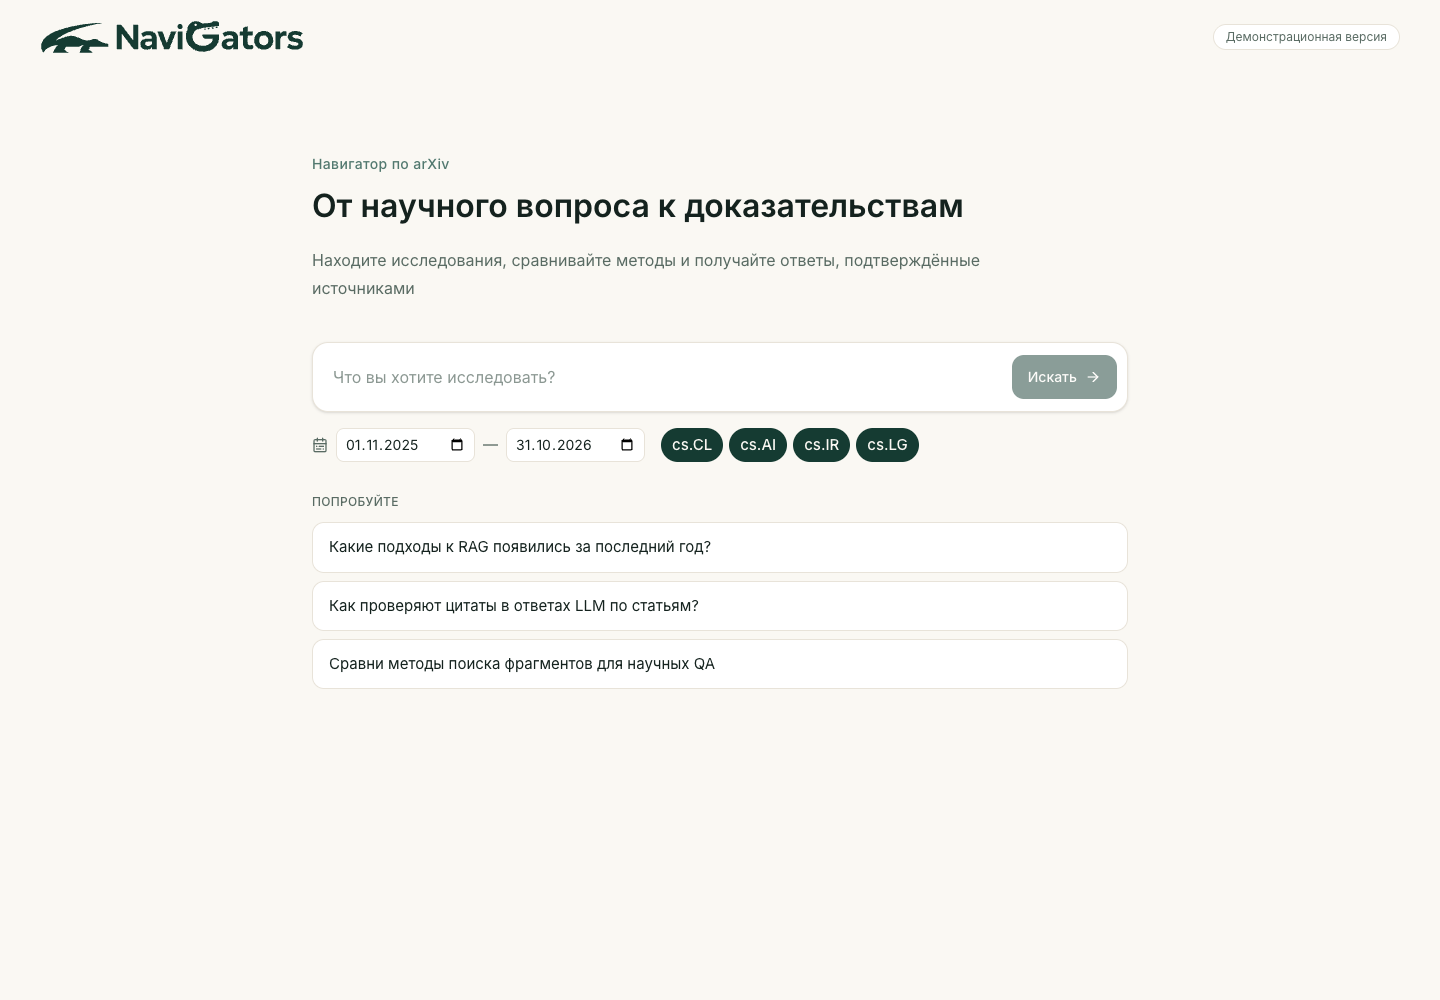 NaviGators
Демонстрационная версия
Навигатор по arXiv
От научного вопроса к доказательствам
Находите исследования, сравнивайте методы и получайте ответы, подтверждённые
источниками
Что вы хотите исследовать?
Искать
01.11.2025 — 31.10.2026 cs.CL cs.AI cs.IR cs.LG
ПОПРОБУЙТЕ
Какие подходы к RAG появились за последний год?
Как проверяют цитаты в ответах LLM по статьям?
Сравни методы поиска фрагментов для научных QA